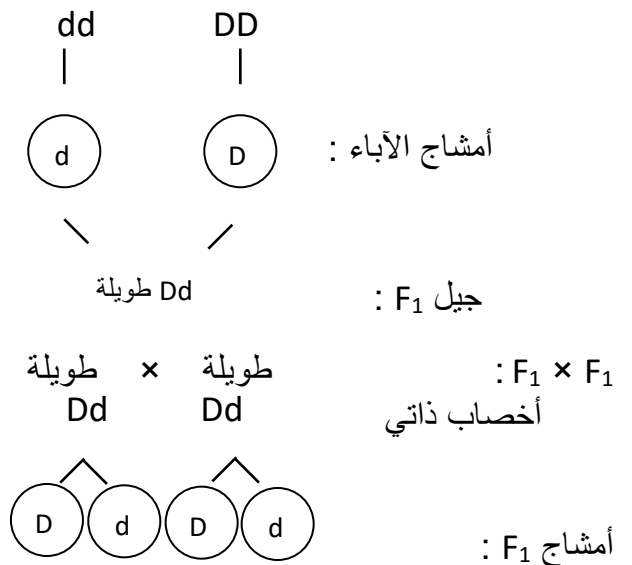 DD dd
أمشاج الآباء : D d
جيل F₁ : Dd طويلة
F₁ × F₁ : طويلة × طويلة
أخصاب ذاتي Dd Dd
أمشاج F₁ : D d D d